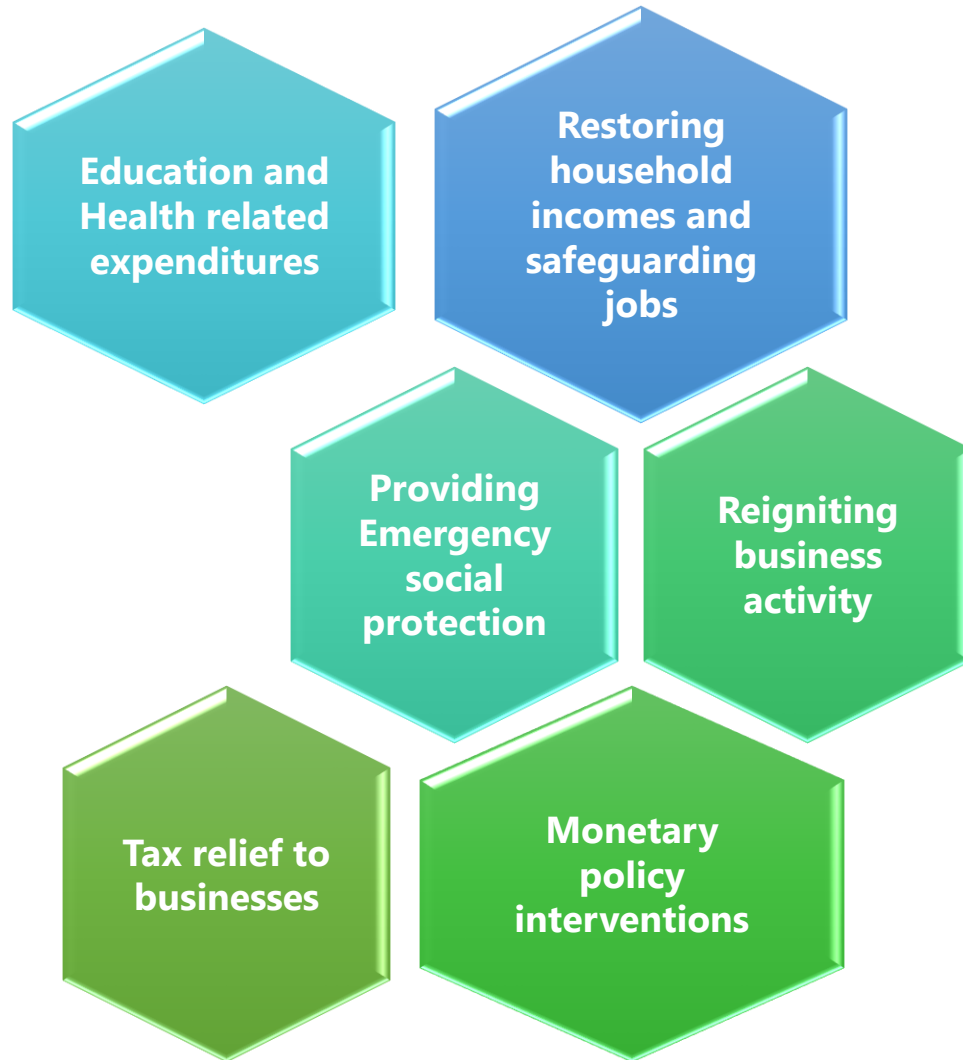 Education and
Health related
expenditures
Restoring
household
incomes and
safeguarding
jobs
Providing
Emergency
social
protection
Reigniting
business
activity
Tax relief to
businesses
Monetary
policy
interventions